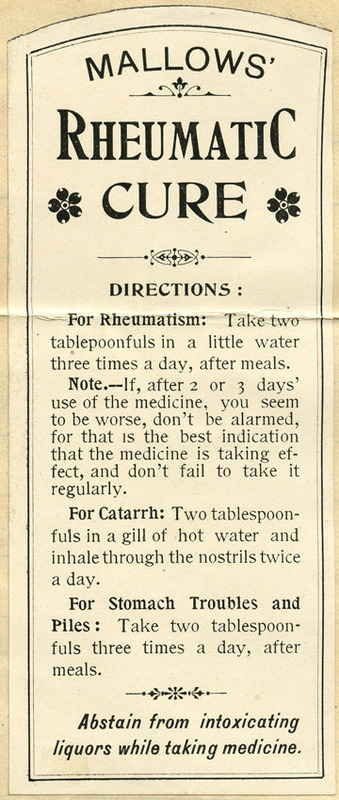 MALLOWS'
RHEUMATIC
CURE
DIRECTIONS:
For Rheumatism: Take two
tablepoonfuls in a little water
three times a day, after meals.
Note.—If, after 2 or 3 days'
use of the medicine, you seem
to be worse, don't be alarmed,
for that is the best indication
that the medicine is taking ef-
fect, and don't fail to take it
regularly.
For Catarrh: Two tablespoon-
fuls in a gill of hot water and
inhale through the nostrils twice
a day.
For Stomach Troubles and
Piles: Take two tablespoon-
fuls three times a day, after
meals.
Abstain from intoxicating
liquors while taking medicine.